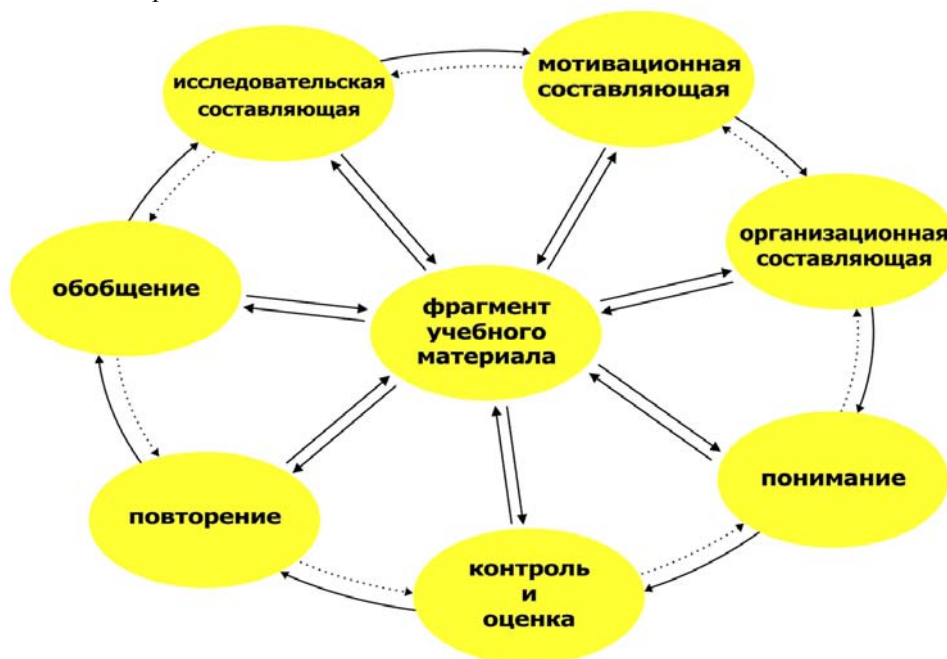 исследовательская
составляющая
мотивационная
составляющая
организационная
составляющая
обобщение
фрагмент
учебного
материала
понимание
повторение
контроль
и
оценка